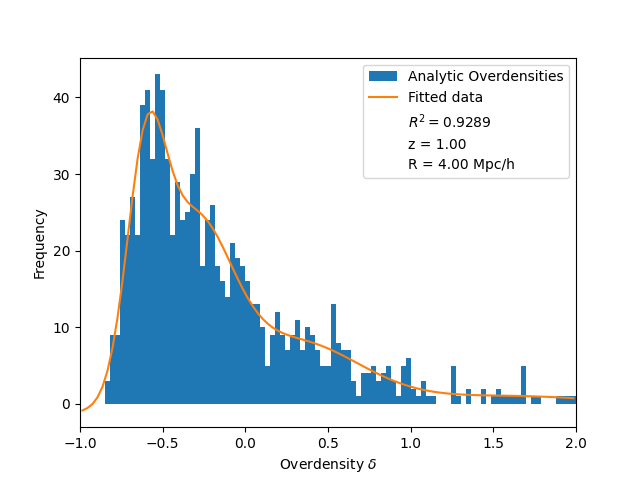 Analytic Overdensities
Fitted data
R² = 0.9289
z = 1.00
R = 4.00 Mpc/h
Frequency
40
30
20
10
0
−1.0 −0.5 0.0 0.5 1.0 1.5 2.0
Overdensity δ